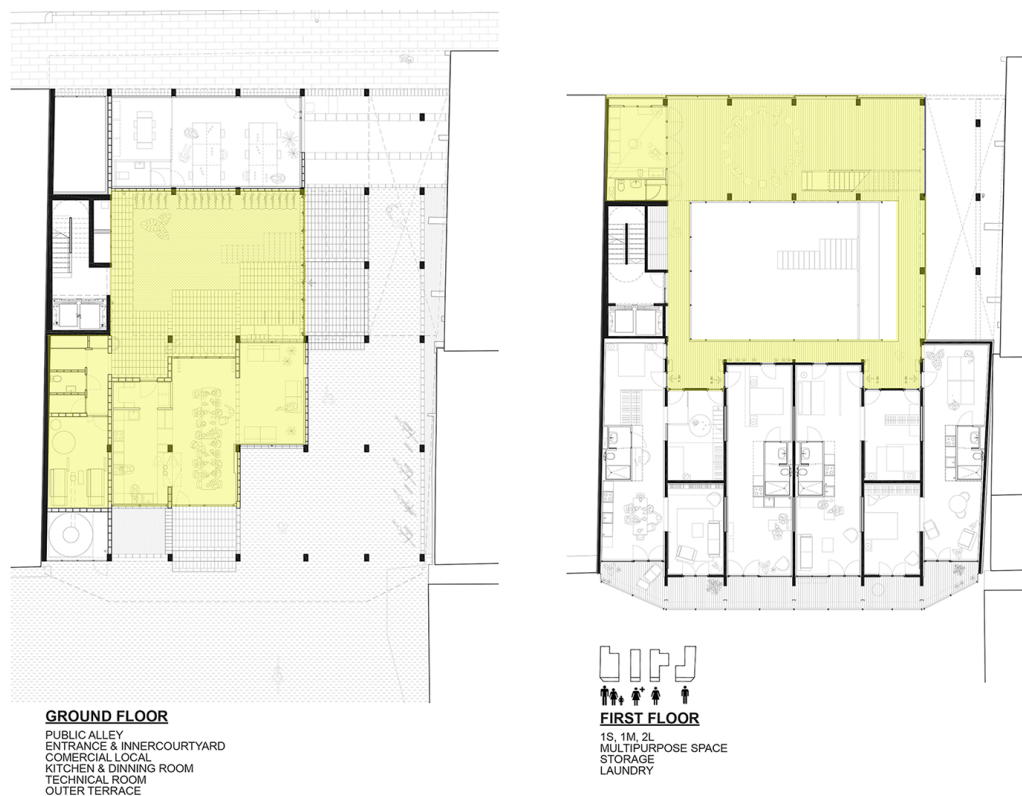 GROUND FLOOR
PUBLIC ALLEY
ENTRANCE & INNERCOURTYARD
COMERCIAL LOCAL
KITCHEN & DINNING ROOM
TECHNICAL ROOM
OUTER TERRACE
FIRST FLOOR
1S, 1M, 2L
MULTIPURPOSE SPACE
STORAGE
LAUNDRY